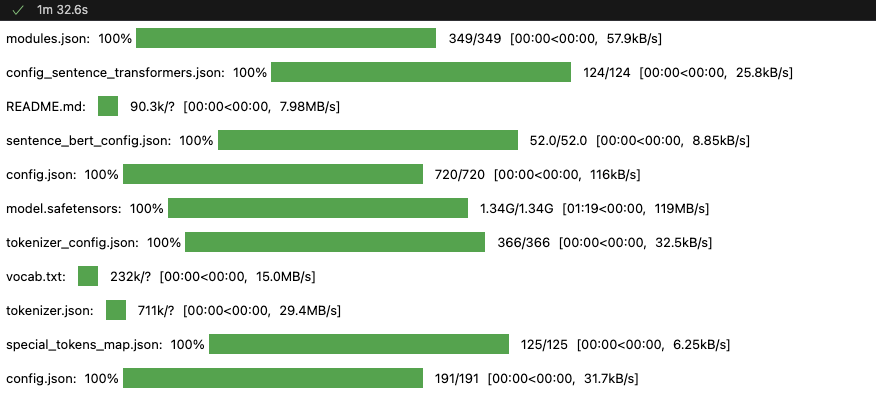 ✓ 1m 32.6s
modules.json: 100% 349/349 [00:00<00:00, 57.9kB/s]
config_sentence_transformers.json: 100% 124/124 [00:00<00:00, 25.8kB/s]
README.md: 90.3k/? [00:00<00:00, 7.98MB/s]
sentence_bert_config.json: 100% 52.0/52.0 [00:00<00:00, 8.85kB/s]
config.json: 100% 720/720 [00:00<00:00, 116kB/s]
model.safetensors: 100% 1.34G/1.34G [01:19<00:00, 119MB/s]
tokenizer_config.json: 100% 366/366 [00:00<00:00, 32.5kB/s]
vocab.txt: 232k/? [00:00<00:00, 15.0MB/s]
tokenizer.json: 711k/? [00:00<00:00, 29.4MB/s]
special_tokens_map.json: 100% 125/125 [00:00<00:00, 6.25kB/s]
config.json: 100% 191/191 [00:00<00:00, 31.7kB/s]